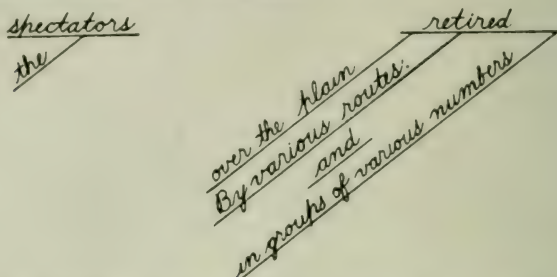 spectators
retired
the
over the plain
By various routes.
and
in groups of various numbers